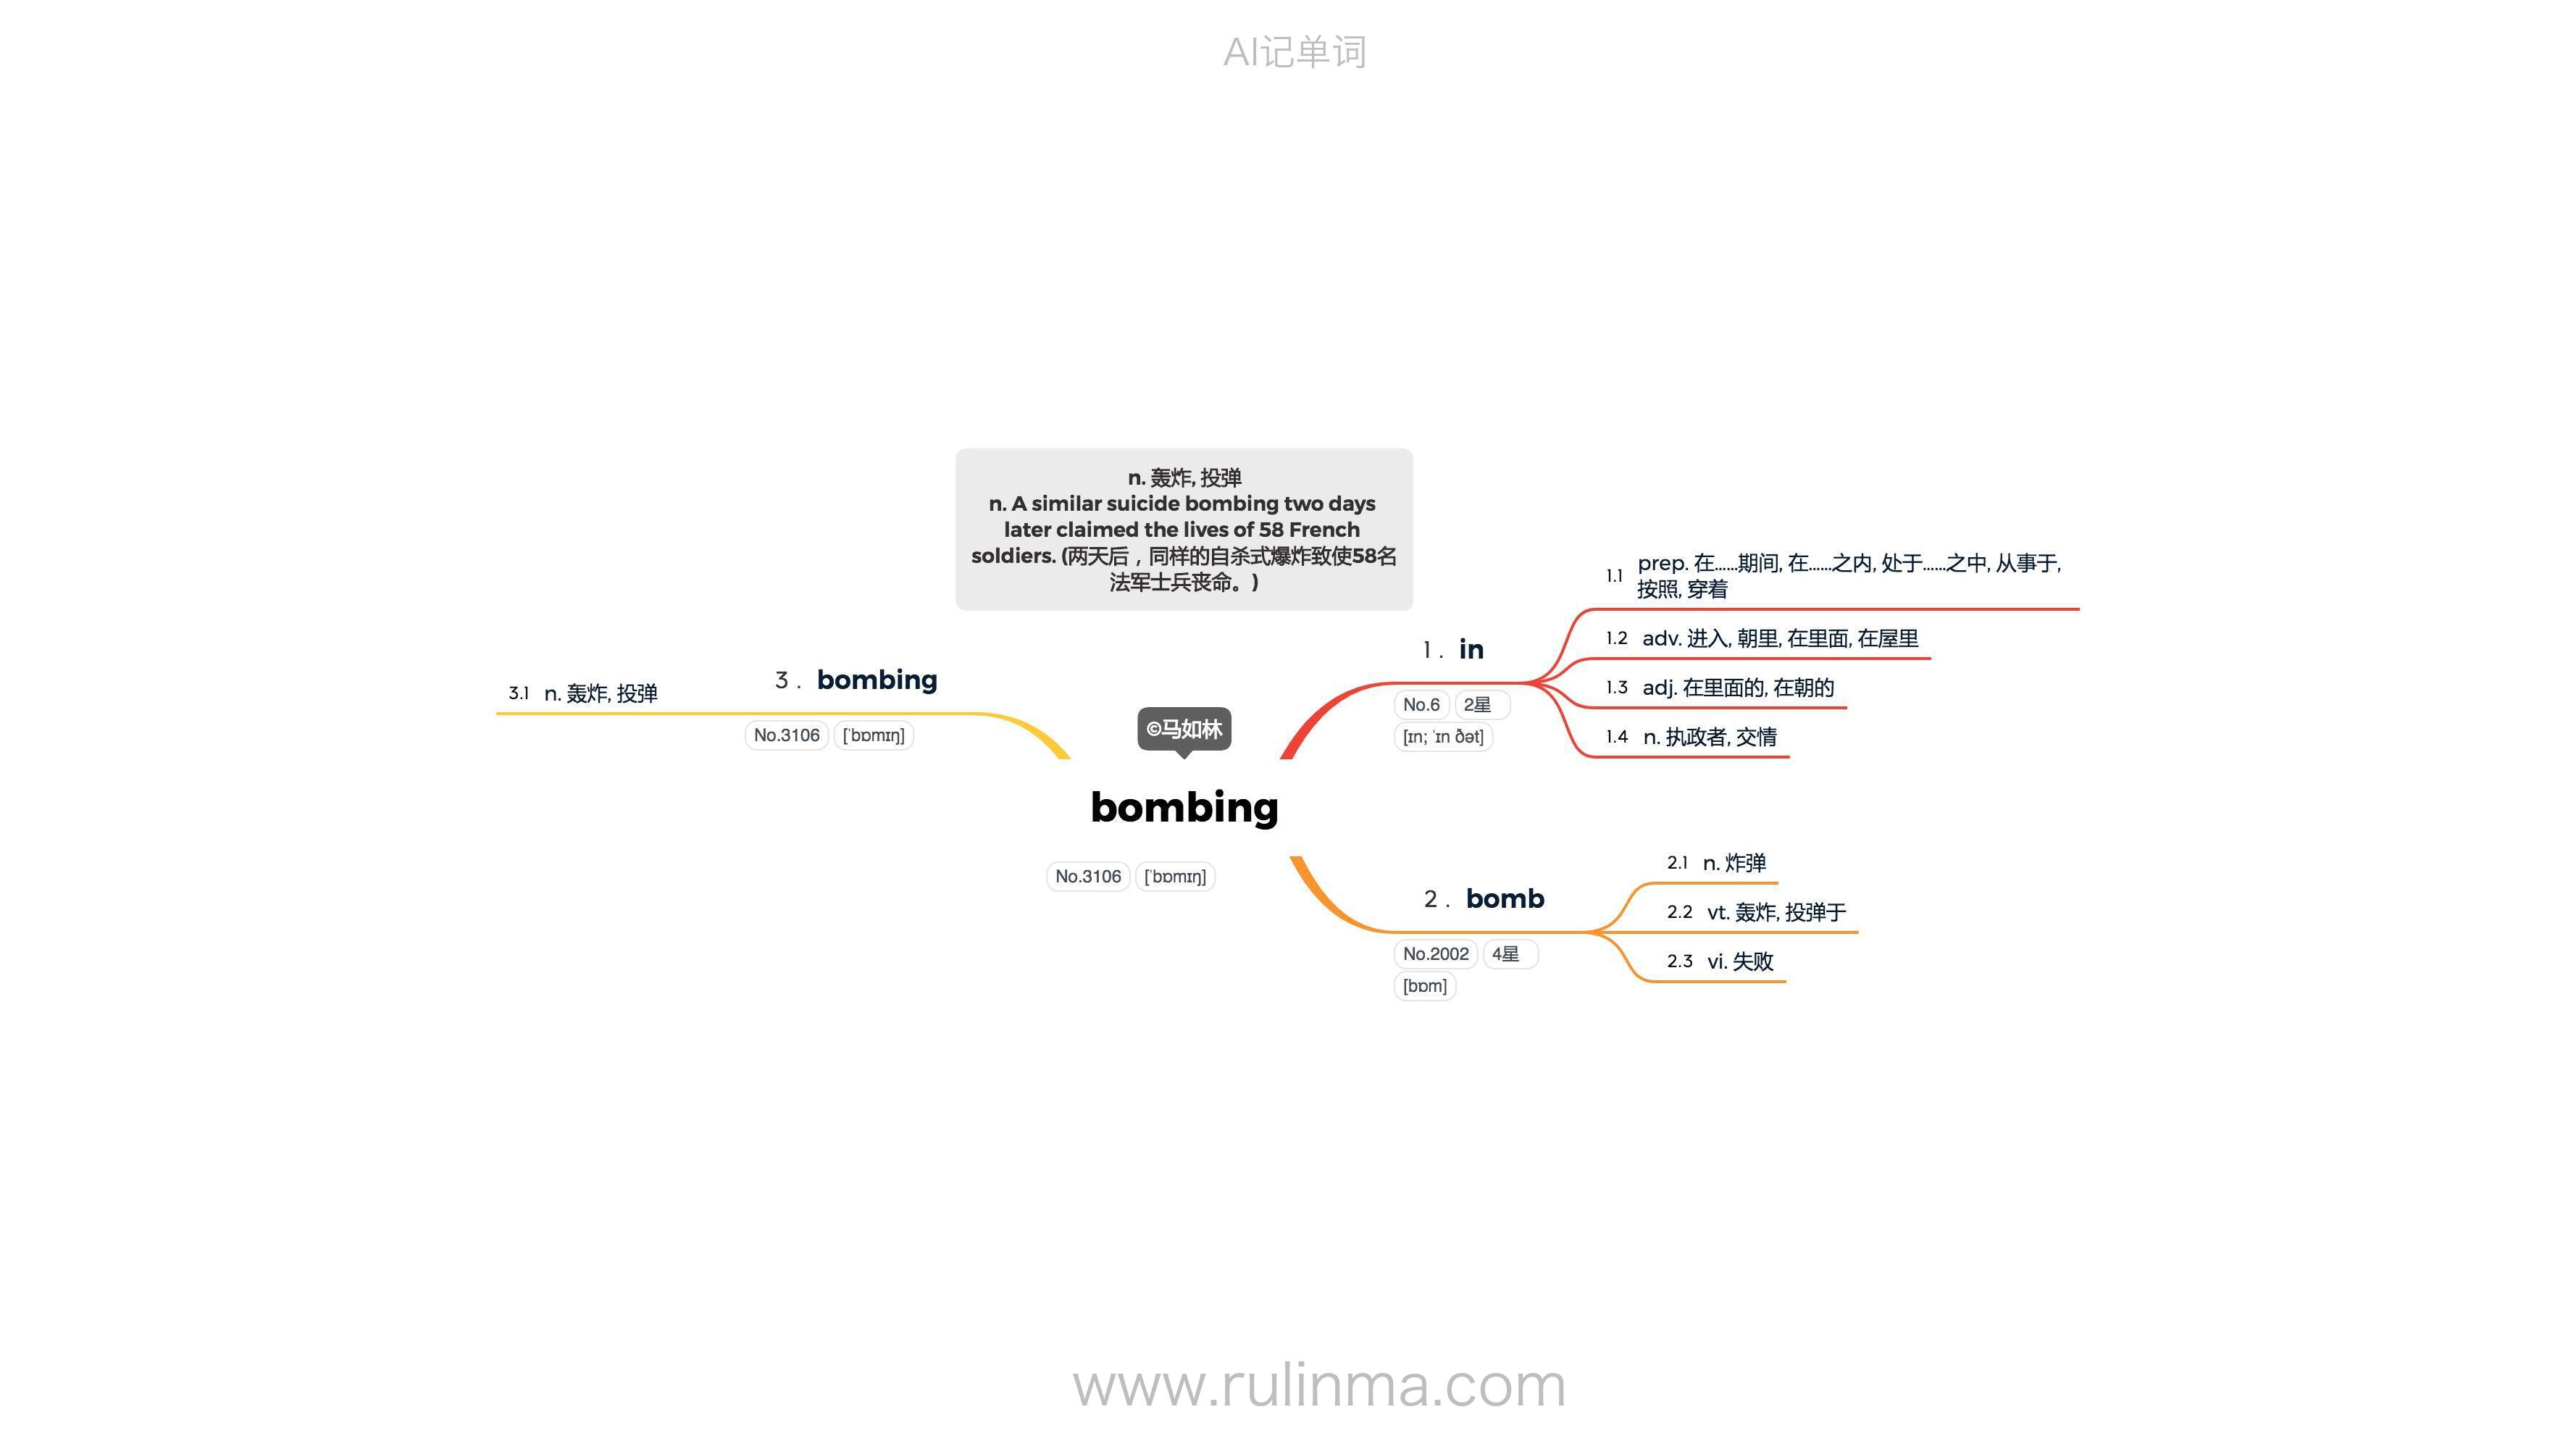 AI记单词
n. 轰炸, 投弹
n. A similar suicide bombing two days
later claimed the lives of 58 French
soldiers. (两天后，同样的自杀式爆炸致使58名
法军士兵丧命。)
©马如林
bombing
No.3106 [ˈbɒmɪŋ]
1. in
No.6 2星
[ɪn; ˈɪn ðət]
1.1 prep. 在……期间, 在……之内, 处于……之中, 从事于,
按照, 穿着
1.2 adv. 进入, 朝里, 在里面, 在屋里
1.3 adj. 在里面的, 在朝的
1.4 n. 执政者, 交情
2. bomb
No.2002 4星
[bɒm]
2.1 n. 炸弹
2.2 vt. 轰炸, 投弹于
2.3 vi. 失败
3. bombing
No.3106 [ˈbɒmɪŋ]
3.1 n. 轰炸, 投弹
www.rulinma.com